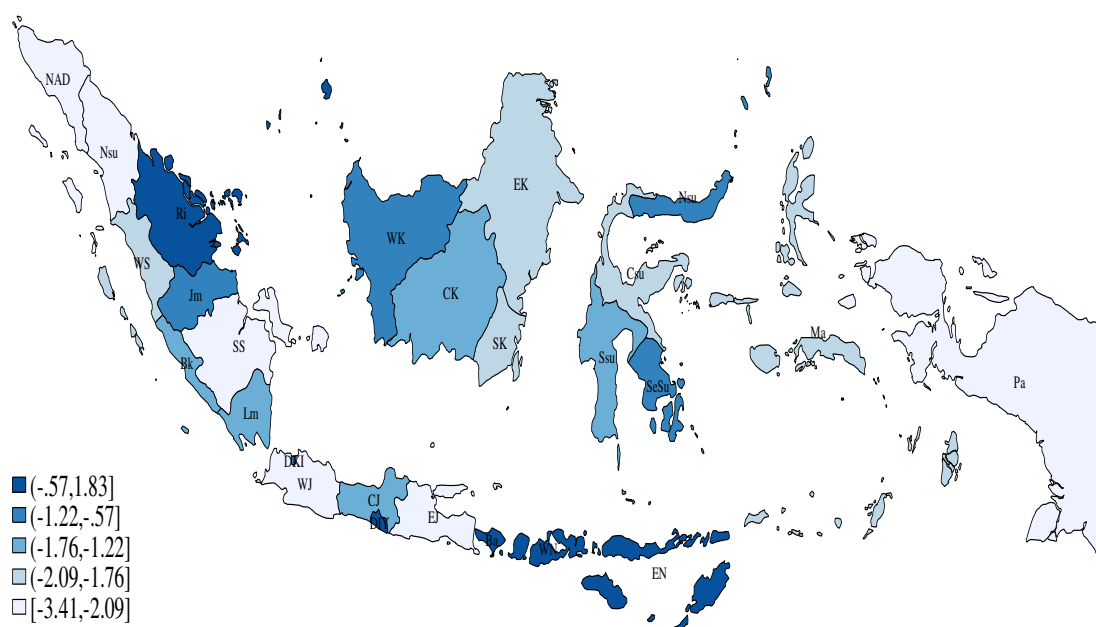 NAD
Nsu
Ri
WS
Jm
SS
Bk
Lm
EK
WK
CK
SK
Nsu
Csu
Ssu
SeSu
Ma
Pa
DKI
WJ
CJ
DIY
EJ
Ba
WN
EN
(-.57,1.83]
(-1.22,-.57]
(-1.76,-1.22]
(-2.09,-1.76]
[-3.41,-2.09]